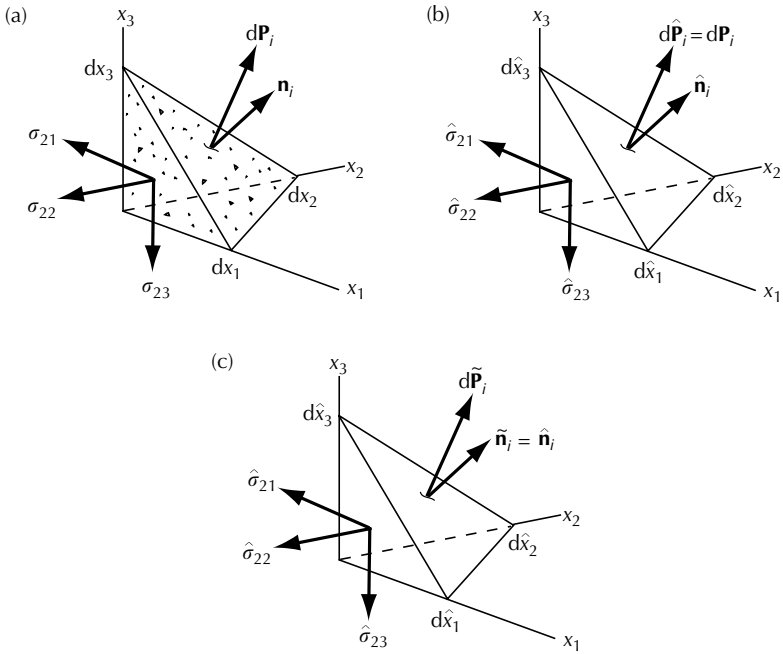 (a)
x3
dPi
dx3
ni
σ21
σ22
x2
dx2
dx1
σ23
x1
(b)
x3
dP̂i = dPi
dx̂3
n̂i
σ̂21
σ̂22
x2
dx̂2
dx̂1
σ̂23
x1
(c)
x3
dP̃i
dx̂3
ñi = n̂i
σ̂21
σ̂22
x2
dx̂2
dx̂1
σ̂23
x1